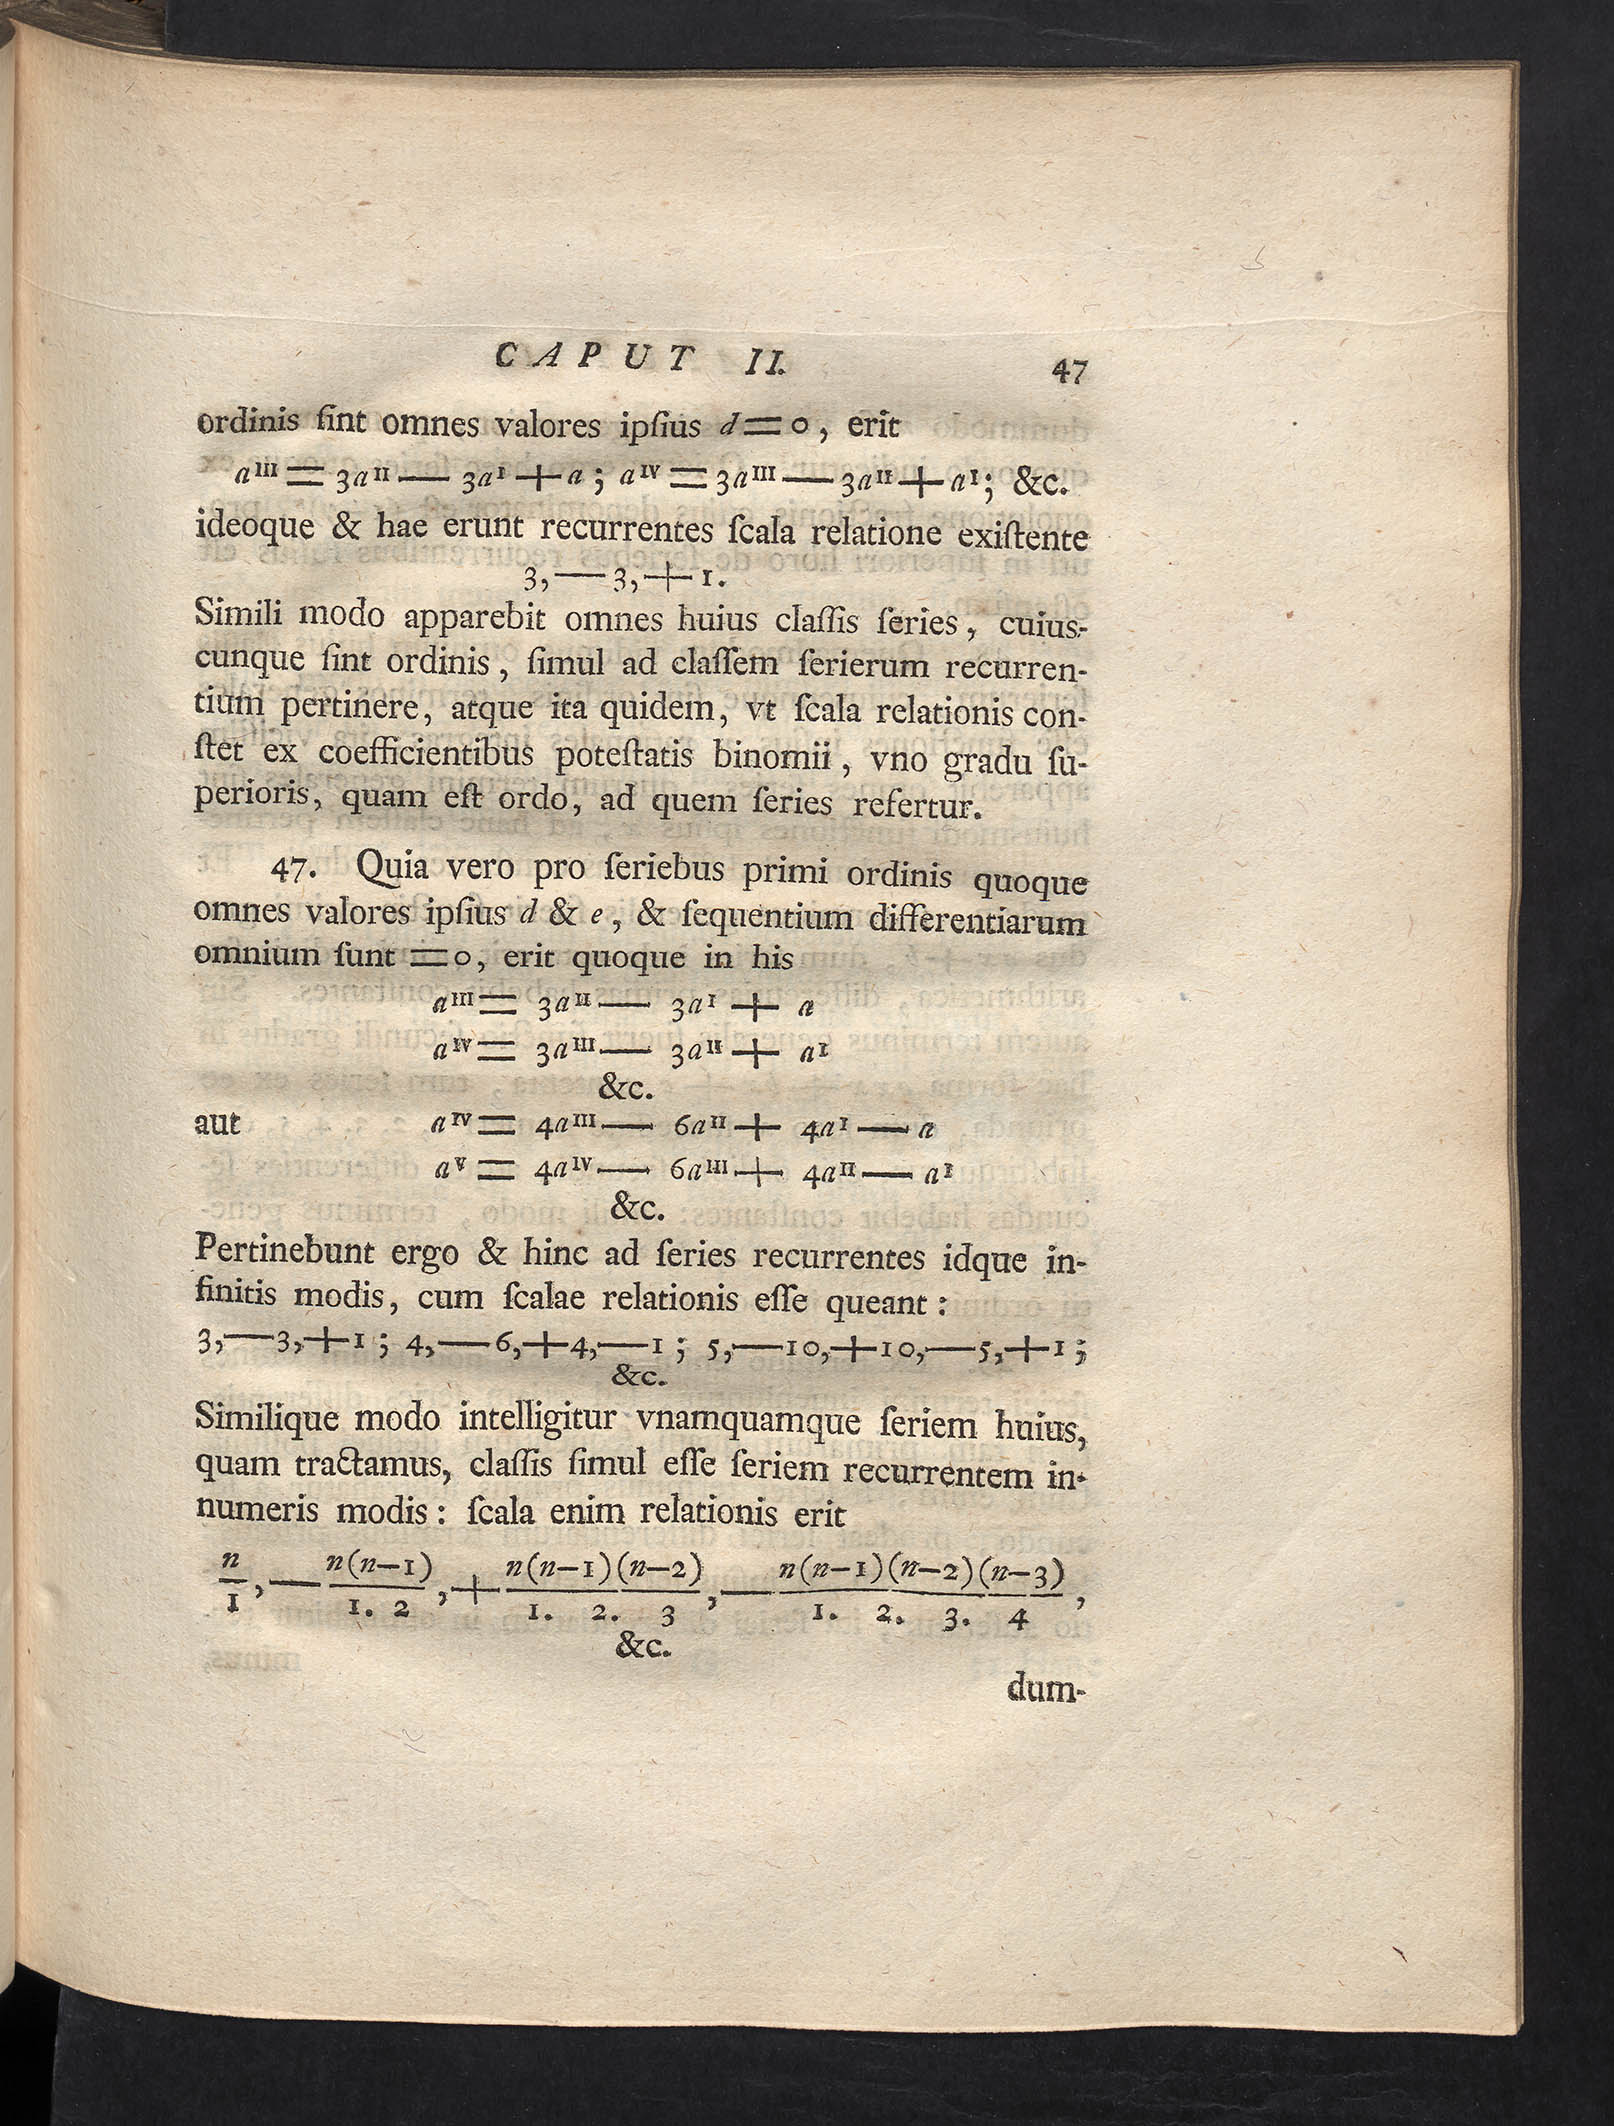 CAPUT II. 47
ordinis ſint omnes valores ipſius d=0, erit
aᴵᴵᴵ = 3aᴵᴵ — 3aᴵ + a; aᴵⱽ = 3aᴵᴵᴵ — 3aᴵᴵ + aᴵ; &c.
ideoque & hae erunt recurrentes ſcala relatione exiſtente
3, — 3, + 1.
Simili modo apparebit omnes huius claſſis ſeries, cuius-
cunque ſint ordinis, ſimul ad claſſem ſerierum recurren-
tium pertinere, atque ita quidem, vt ſcala relationis con-
ſtet ex coefficientibus poteſtatis binomii, vno gradu ſu-
perioris, quam eſt ordo, ad quem ſeries refertur.
47. Quia vero pro ſeriebus primi ordinis quoque
omnes valores ipſius d & e, & ſequentium differentiarum
omnium ſunt =0, erit quoque in his
aᴵᴵᴵ = 3aᴵᴵ — 3aᴵ + a
aᴵⱽ = 3aᴵᴵᴵ — 3aᴵᴵ + aᴵ
&c.
aut aᴵⱽ = 4aᴵᴵᴵ — 6aᴵᴵ + 4aᴵ — a
aⱽ = 4aᴵⱽ — 6aᴵᴵᴵ + 4aᴵᴵ — aᴵ
&c.
Pertinebunt ergo & hinc ad ſeries recurrentes idque in-
finitis modis, cum ſcalae relationis eſſe queant:
3,—3,+1; 4,—6,+4,—1; 5,—10,+10,—5,+1;
&c.
Similique modo intelligitur vnamquamque ſeriem huius,
quam tractamus, claſſis ſimul eſſe ſeriem recurrentem in-
numeris modis: ſcala enim relationis erit
n/1, — n(n—1)/1. 2, + n(n—1)(n—2)/1. 2. 3, — n(n—1)(n—2)(n—3)/1. 2. 3. 4,
&c.
dum-